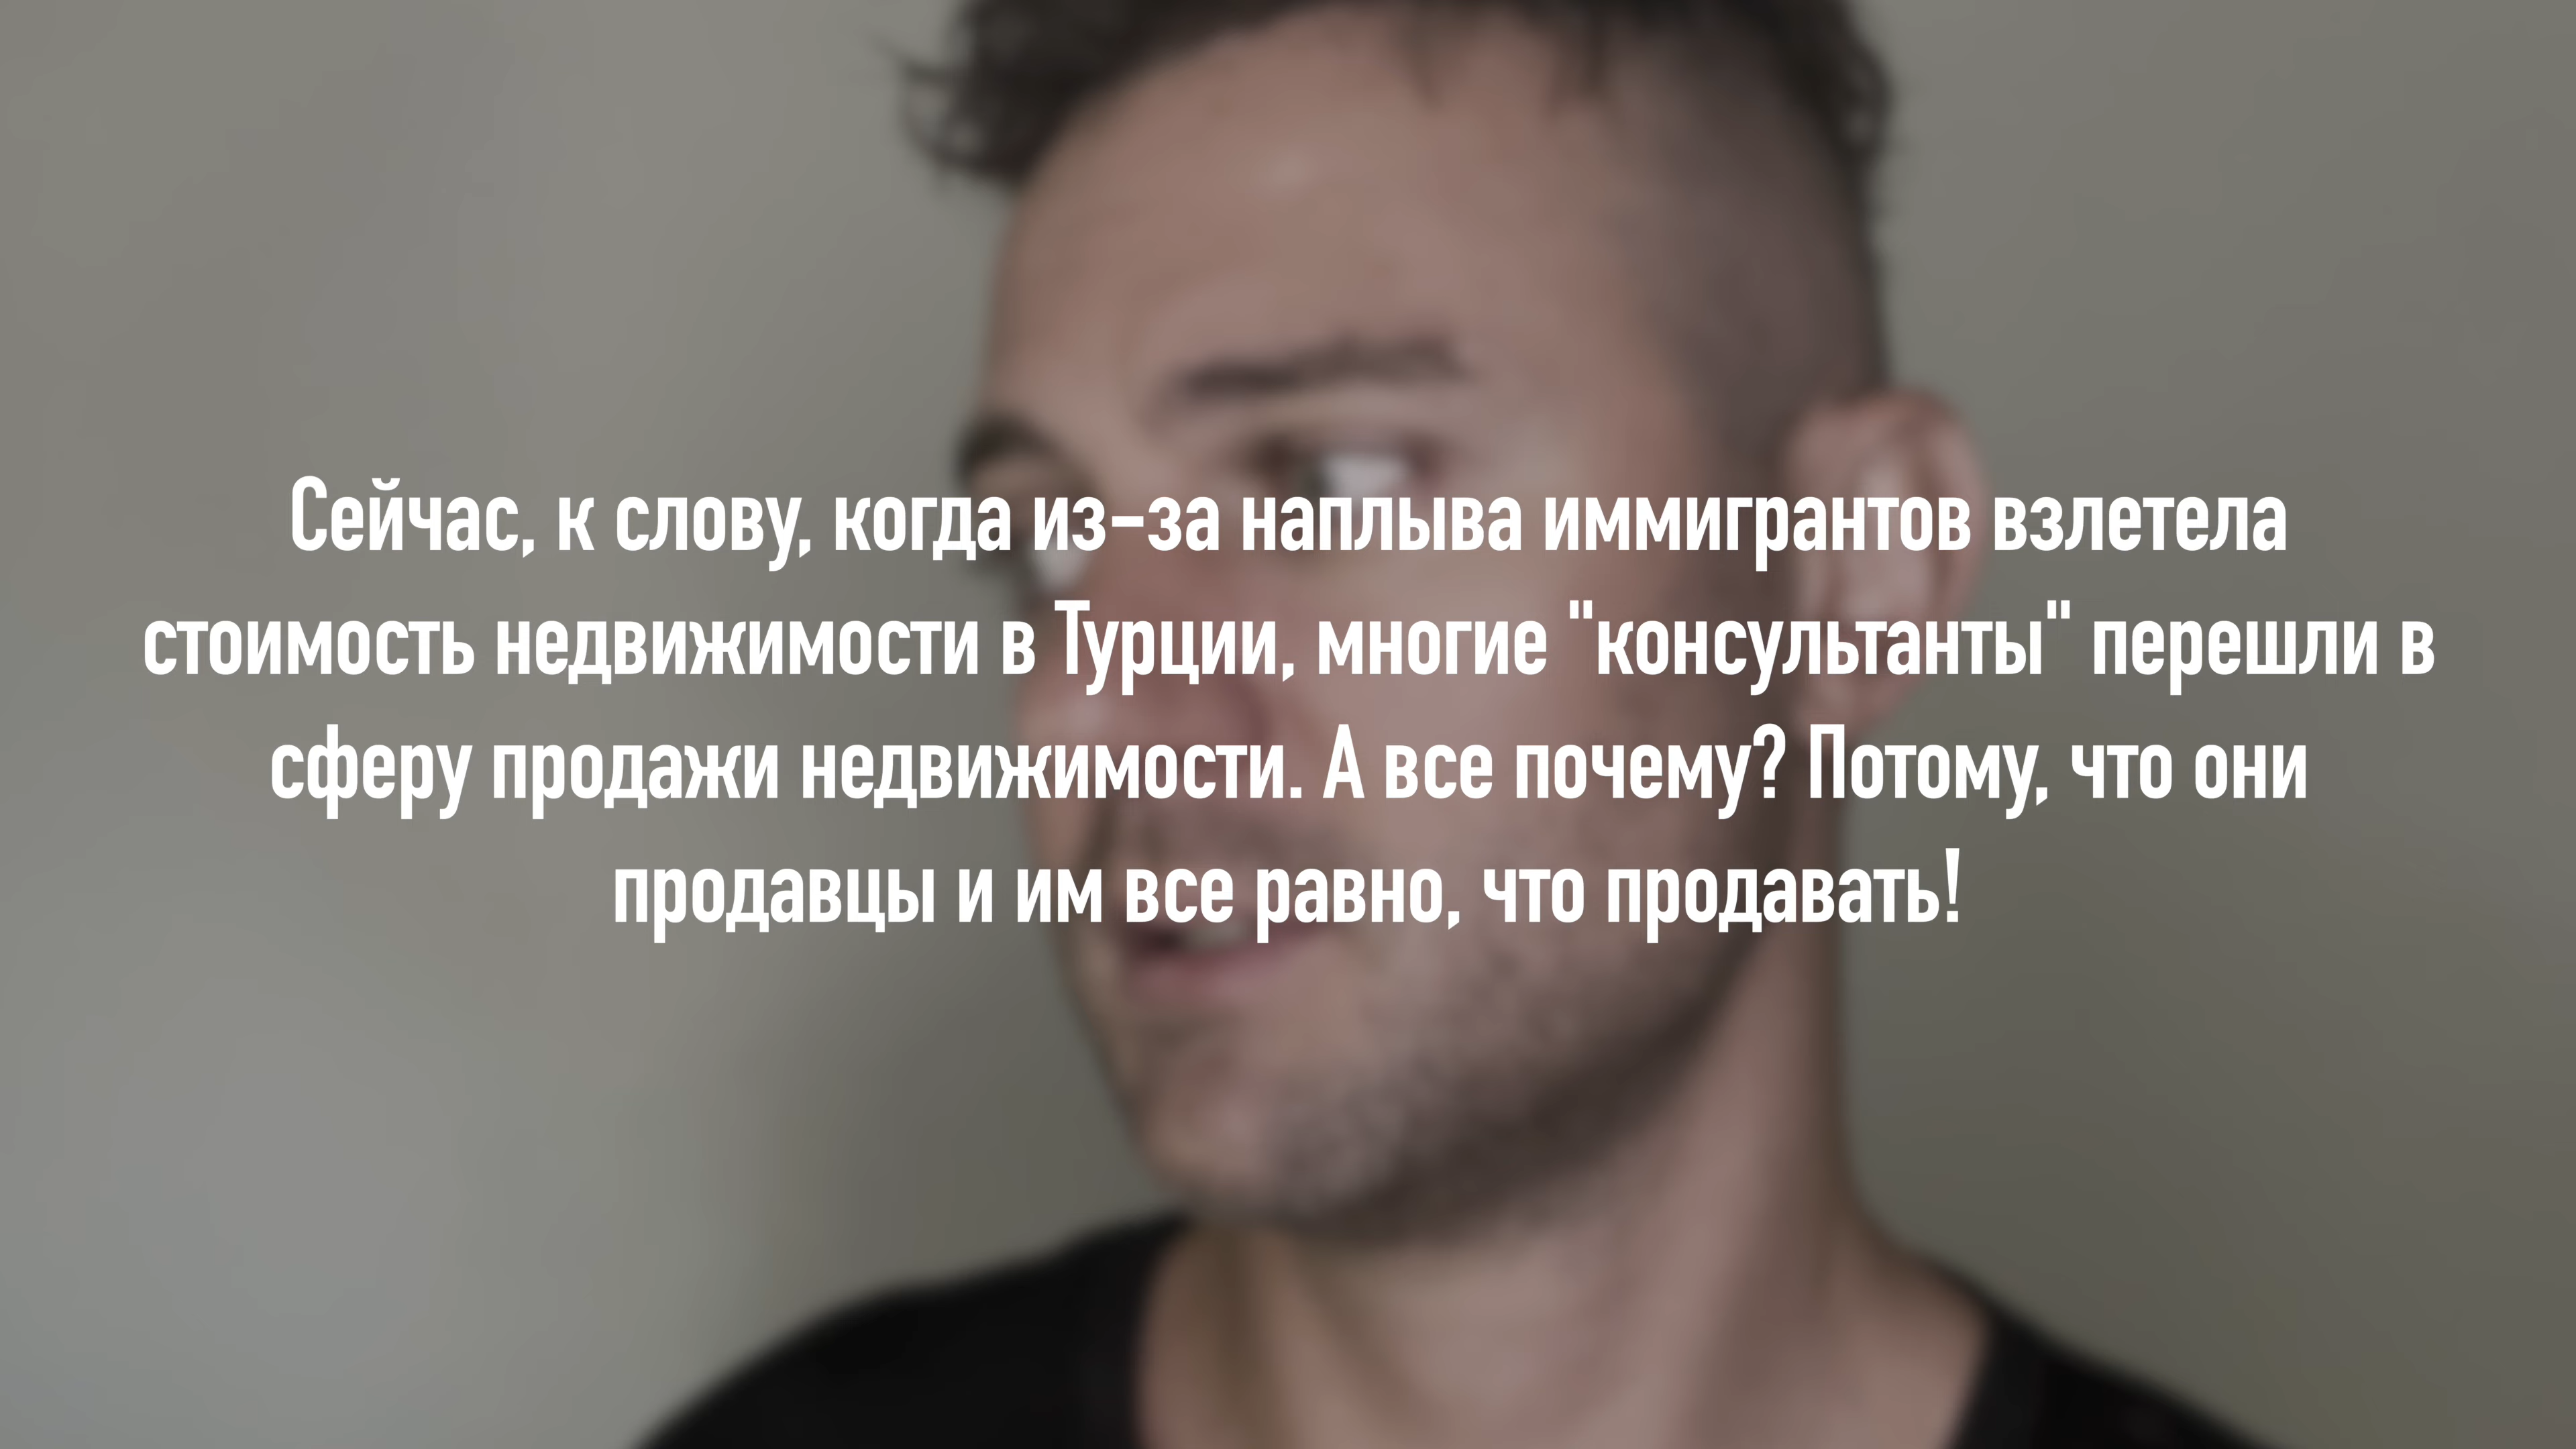 Сейчас, к слову, когда из-за наплыва иммигрантов взлетела
стоимость недвижимости в Турции, многие "консультанты" перешли в
сферу продажи недвижимости. А все почему? Потому, что они
продавцы и им все равно, что продавать!